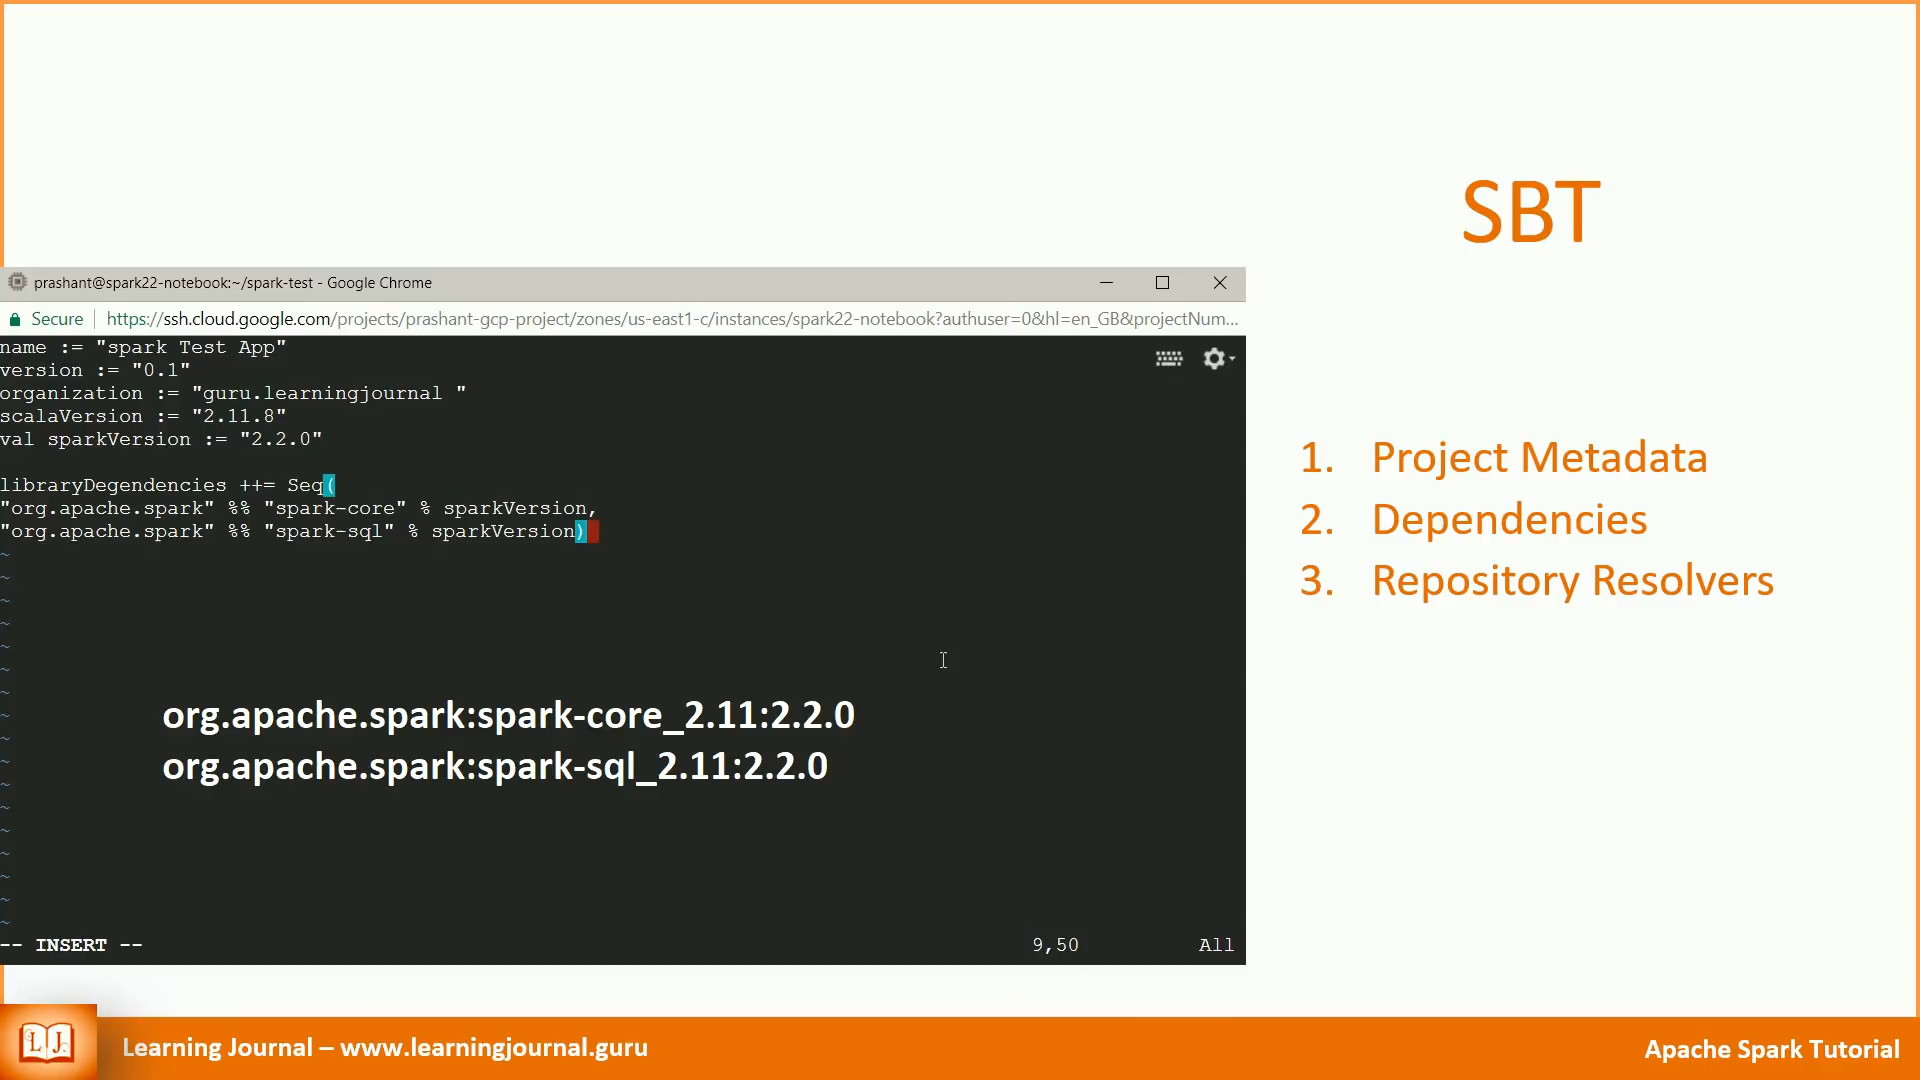 SBT
prashant@spark22-notebook:~/spark-test - Google Chrome
Secure | https://ssh.cloud.google.com/projects/prashant-gcp-project/zones/us-east1-c/instances/spark22-notebook?authuser=0&hl=en_GB&projectNum...
name := "spark Test App"
version := "0.1"
organization := "guru.learningjournal "
scalaVersion := "2.11.8"
val sparkVersion := "2.2.0"
libraryDegendencies ++= Seq(
"org.apache.spark" %% "spark-core" % sparkVersion,
"org.apache.spark" %% "spark-sql" % sparkVersion)
org.apache.spark:spark-core_2.11:2.2.0
org.apache.spark:spark-sql_2.11:2.2.0
-- INSERT -- 9,50 All
1. Project Metadata
2. Dependencies
3. Repository Resolvers
LJ
Learning Journal – www.learningjournal.guru
Apache Spark Tutorial